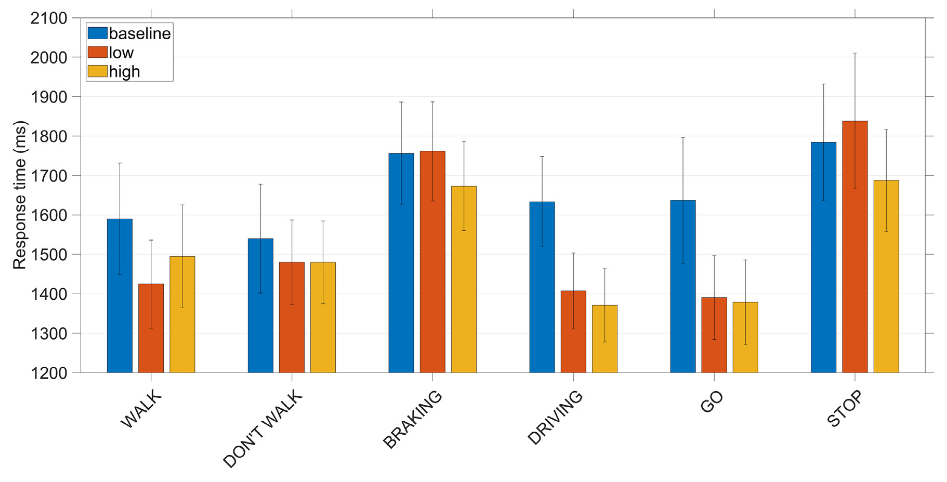 2100
2000
1900
1800
1700
1600
1500
1400
1300
1200
Response time (ms)
baseline
low
high
WALK
DON'T WALK
BRAKING
DRIVING
GO
STOP